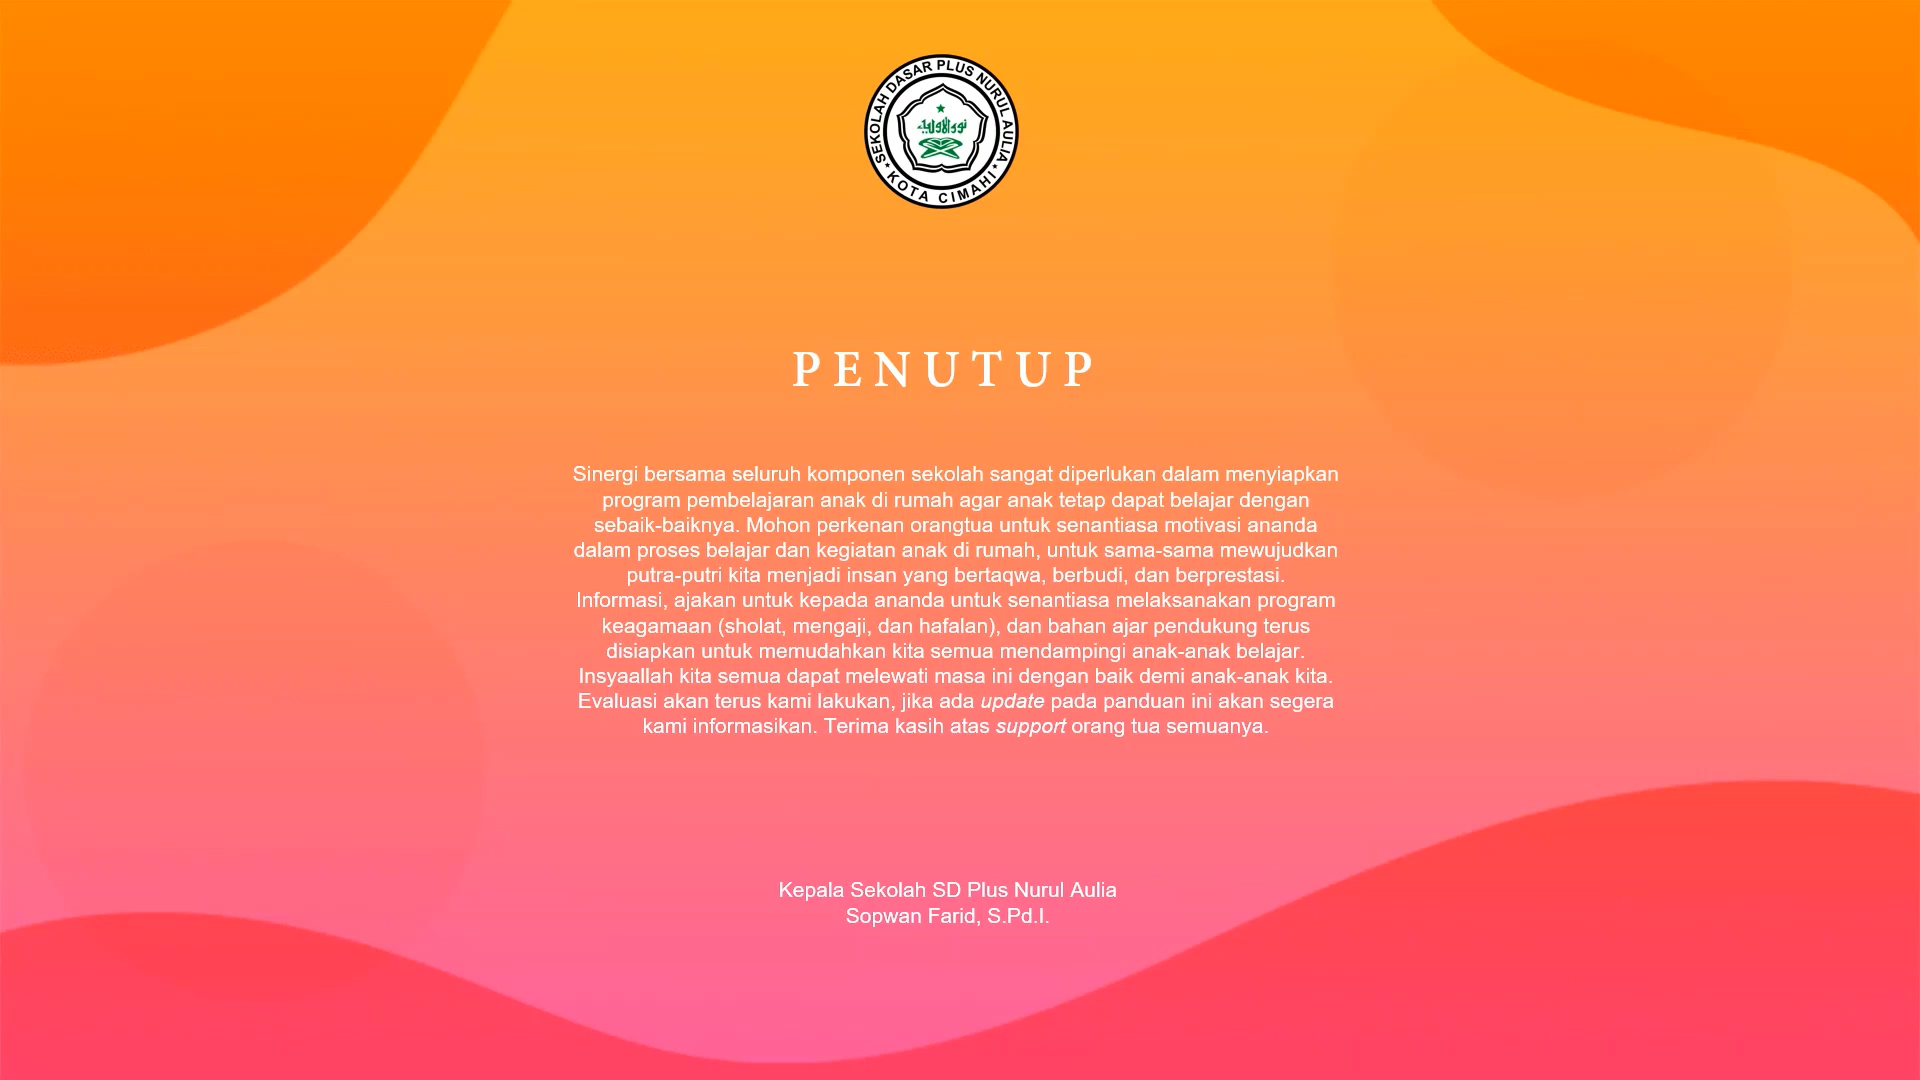 SEKOLAH DASAR PLUS NURUL AULIA
KOTA CIMAHI
PENUTUP
Sinergi bersama seluruh komponen sekolah sangat diperlukan dalam menyiapkan
program pembelajaran anak di rumah agar anak tetap dapat belajar dengan
sebaik-baiknya. Mohon perkenan orangtua untuk senantiasa motivasi ananda
dalam proses belajar dan kegiatan anak di rumah, untuk sama-sama mewujudkan
putra-putri kita menjadi insan yang bertaqwa, berbudi, dan berprestasi.
Informasi, ajakan untuk kepada ananda untuk senantiasa melaksanakan program
keagamaan (sholat, mengaji, dan hafalan), dan bahan ajar pendukung terus
disiapkan untuk memudahkan kita semua mendampingi anak-anak belajar.
Insyaallah kita semua dapat melewati masa ini dengan baik demi anak-anak kita.
Evaluasi akan terus kami lakukan, jika ada update pada panduan ini akan segera
kami informasikan. Terima kasih atas support orang tua semuanya.
Kepala Sekolah SD Plus Nurul Aulia
Sopwan Farid, S.Pd.I.